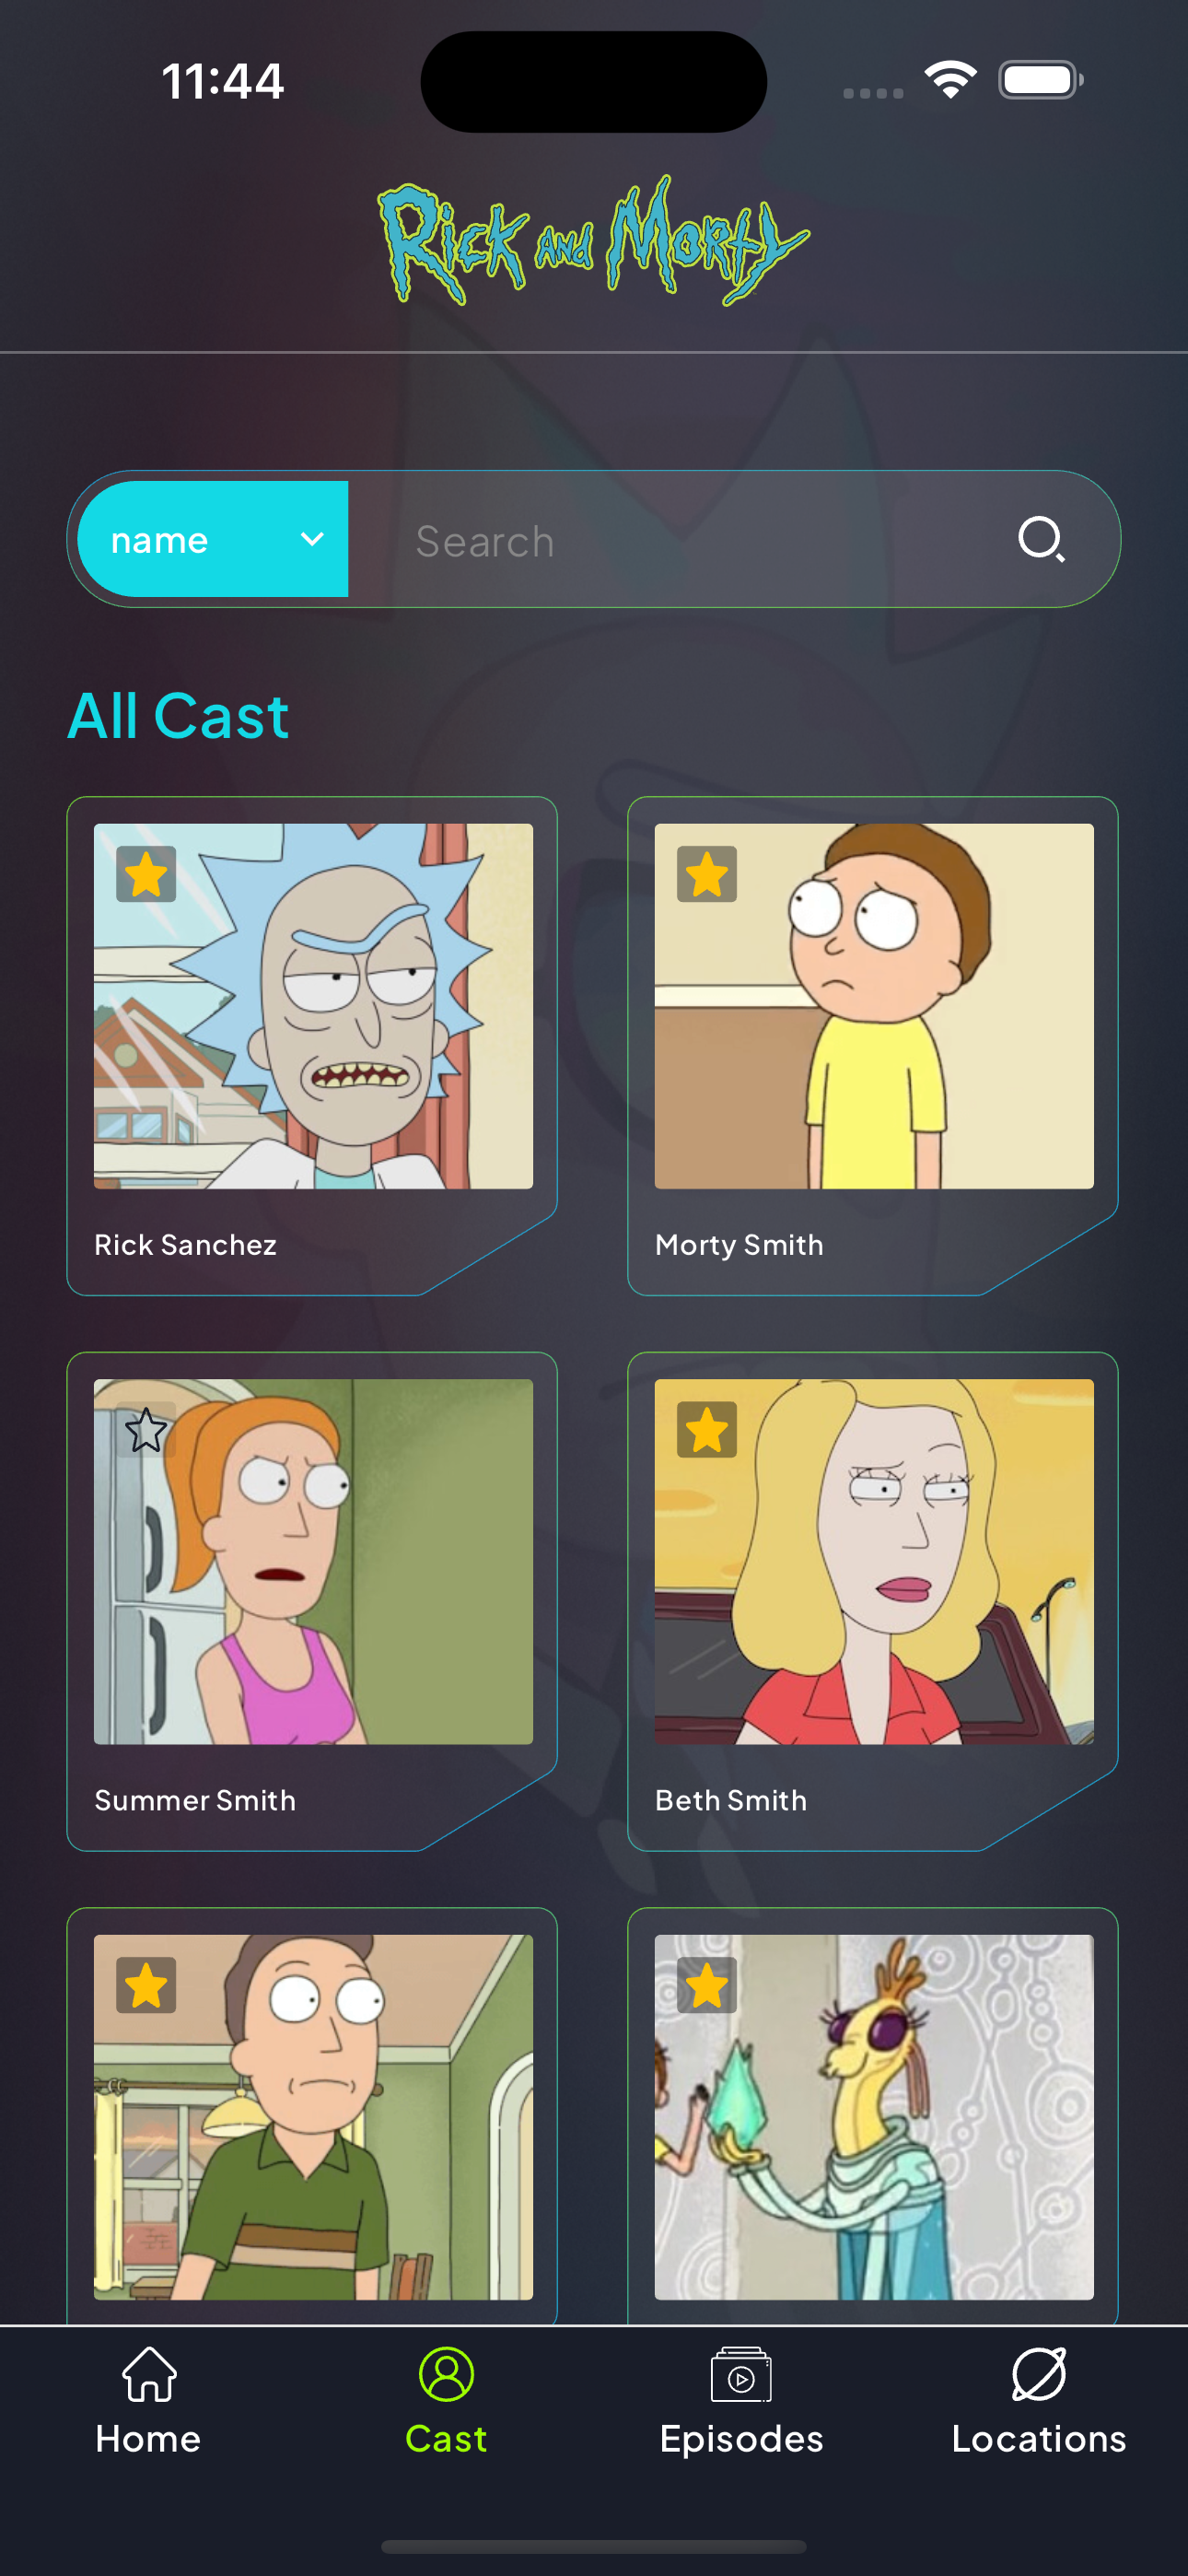 11:44
Rick and Morty
name
Search
All Cast
Rick Sanchez
Morty Smith
Summer Smith
Beth Smith
Home
Cast
Episodes
Locations